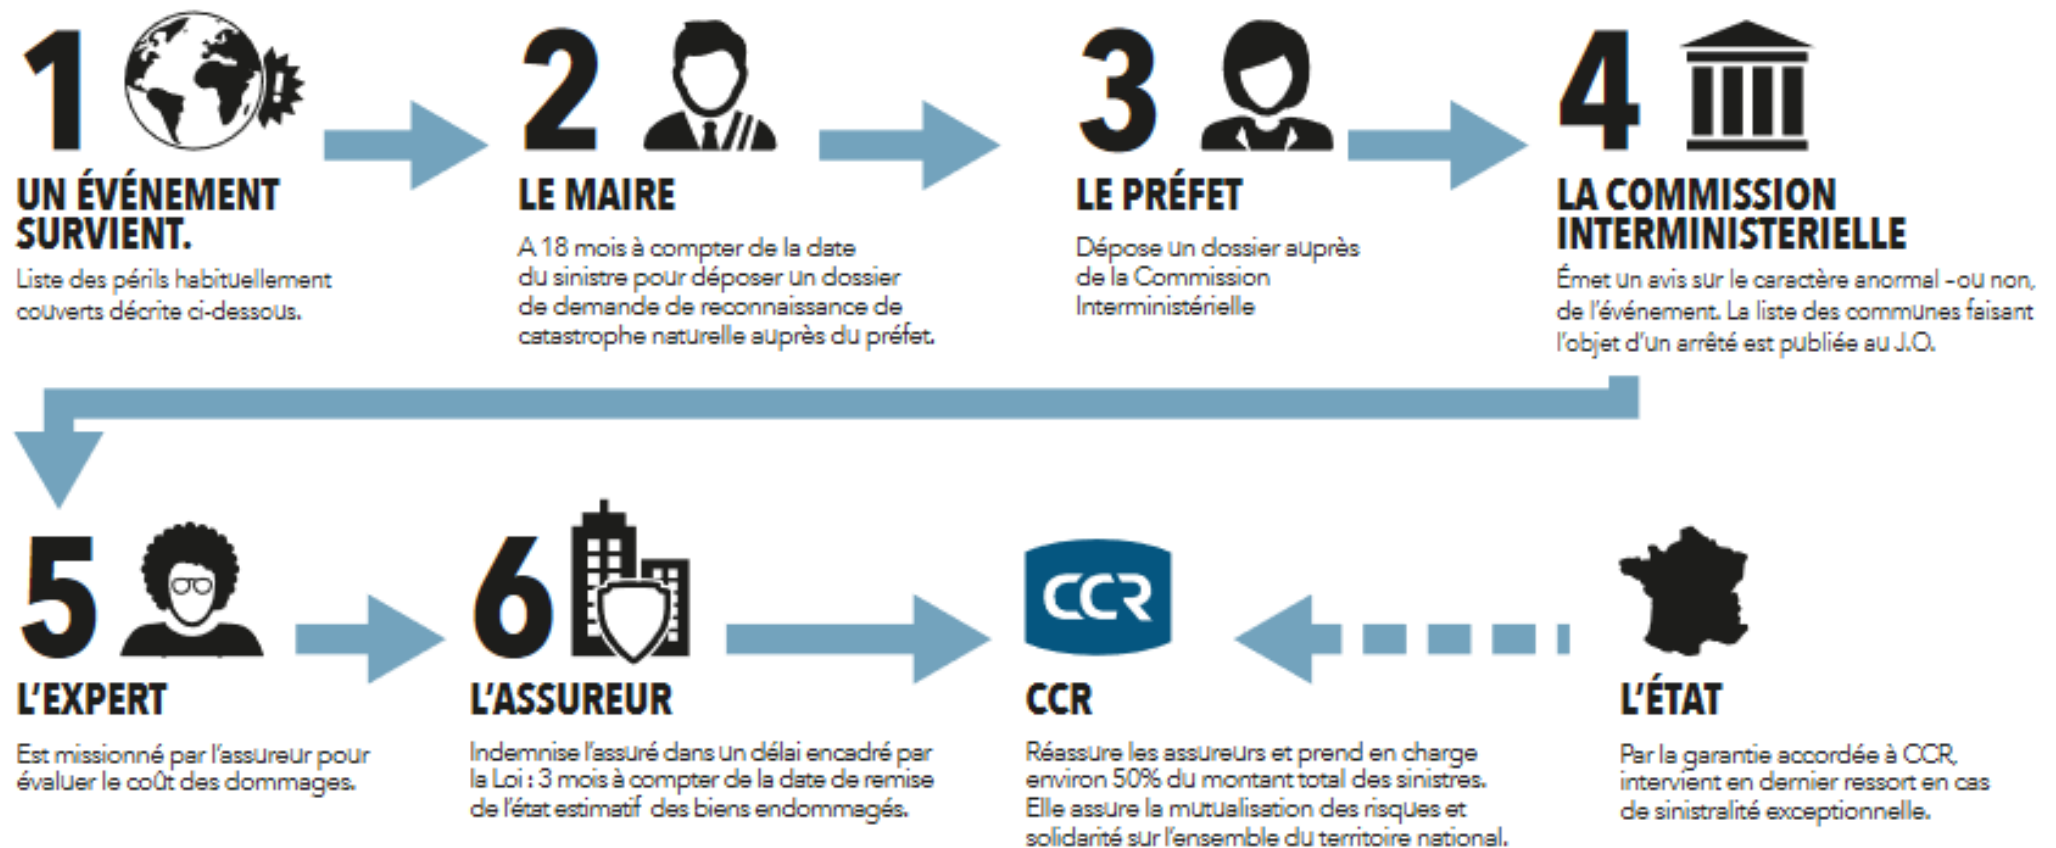 1
UN ÉVÉNEMENT
SURVIENT.
Liste des périls habituellement
couverts décrite ci-dessous.
2
LE MAIRE
A 18 mois à compter de la date
du sinistre pour déposer un dossier
de demande de reconnaissance de
catastrophe naturelle auprès du préfet.
3
LE PRÉFET
Dépose un dossier auprès
de la Commission
Interministérielle
4
LA COMMISSION
INTERMINISTERIELLE
Émet un avis sur le caractère anormal -ou non,
de l'événement. La liste des communes faisant
l'objet d'un arrêté est publiée au J.O.
5
L'EXPERT
Est missionné par l'assureur pour
évaluer le coût des dommages.
6
L'ASSUREUR
Indemnise l'assuré dans un délai encadré par
la Loi : 3 mois à compter de la date de remise
de l'état estimatif des biens endommagés.
CCR
CCR
Réassure les assureurs et prend en charge
environ 50% du montant total des sinistres.
Elle assure la mutualisation des risques et
solidarité sur l'ensemble du territoire national.
L'ÉTAT
Par la garantie accordée à CCR,
intervient en dernier ressort en cas
de sinistralité exceptionnelle.